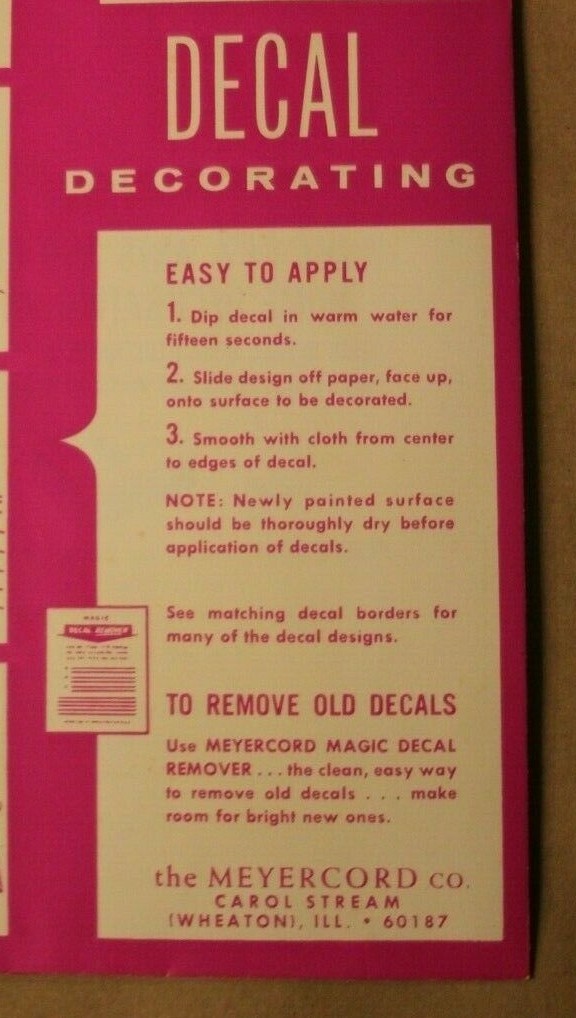 DECAL
DECORATING
EASY TO APPLY
1. Dip decal in warm water for
fifteen seconds.
2. Slide design off paper, face up,
onto surface to be decorated.
3. Smooth with cloth from center
to edges of decal.
NOTE: Newly painted surface
should be thoroughly dry before
application of decals.
See matching decal borders for
many of the decal designs.
MAGIC
DECAL REMOVER
TO REMOVE OLD DECALS
Use MEYERCORD MAGIC DECAL
REMOVER . . . the clean, easy way
to remove old decals . . . make
room for bright new ones.
the MEYERCORD CO.
CAROL STREAM
(WHEATON), ILL. • 60187